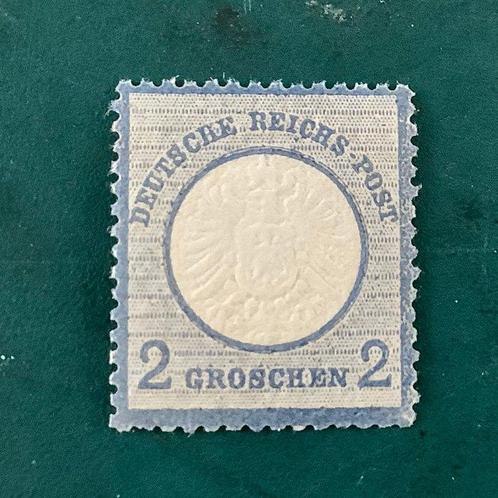 DEUTSCHE REICHS-POST
2 GROSCHEN 2